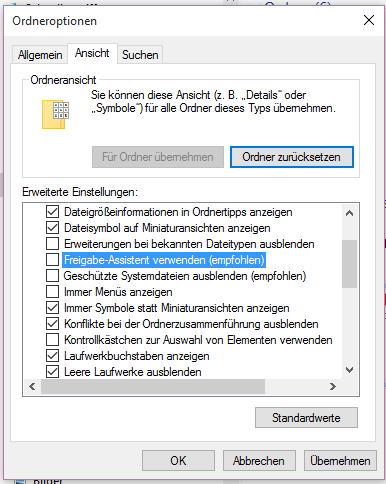 Ordneroptionen
Allgemein Ansicht Suchen
Ordneransicht
Sie können diese Ansicht (z. B. „Details“ oder
„Symbole“) für alle Ordner dieses Typs übernehmen.
Für Ordner übernehmen Ordner zurücksetzen
Erweiterte Einstellungen:
Dateigrößeinformationen in Ordnertipps anzeigen
Dateisymbol auf Miniaturansichten anzeigen
Erweiterungen bei bekannten Dateitypen ausblenden
Freigabe-Assistent verwenden (empfohlen)
Geschützte Systemdateien ausblenden (empfohlen)
Immer Menüs anzeigen
Immer Symbole statt Miniaturansichten anzeigen
Konflikte bei der Ordnerzusammenführung ausblenden
Kontrollkästchen zur Auswahl von Elementen verwenden
Laufwerkbuchstaben anzeigen
Leere Laufwerke ausblenden
Standardwerte
OK Abbrechen Übernehmen